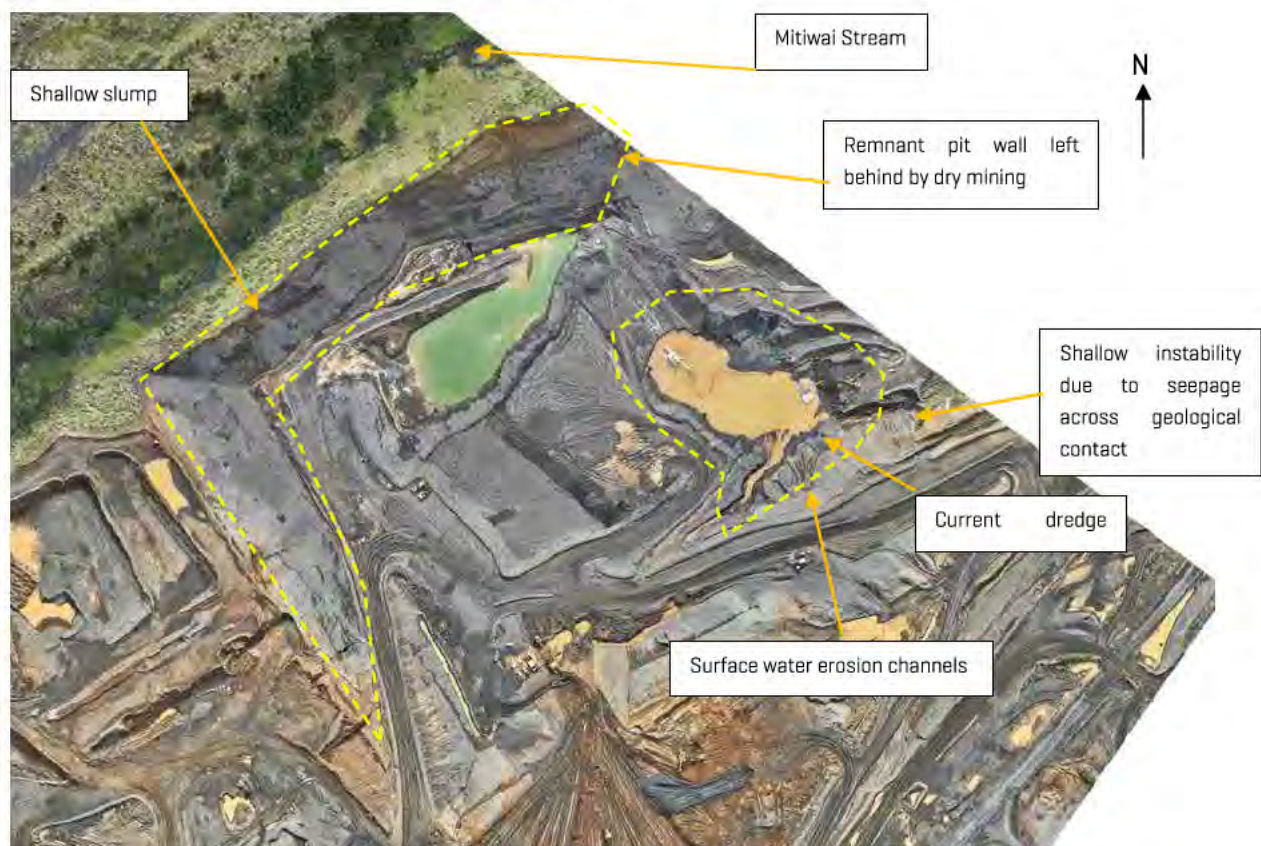 Mitiwai Stream
N
Shallow slump
Remnant pit wall left
behind by dry mining
Shallow instability
due to seepage
across geological
contact
Current dredge
Surface water erosion channels